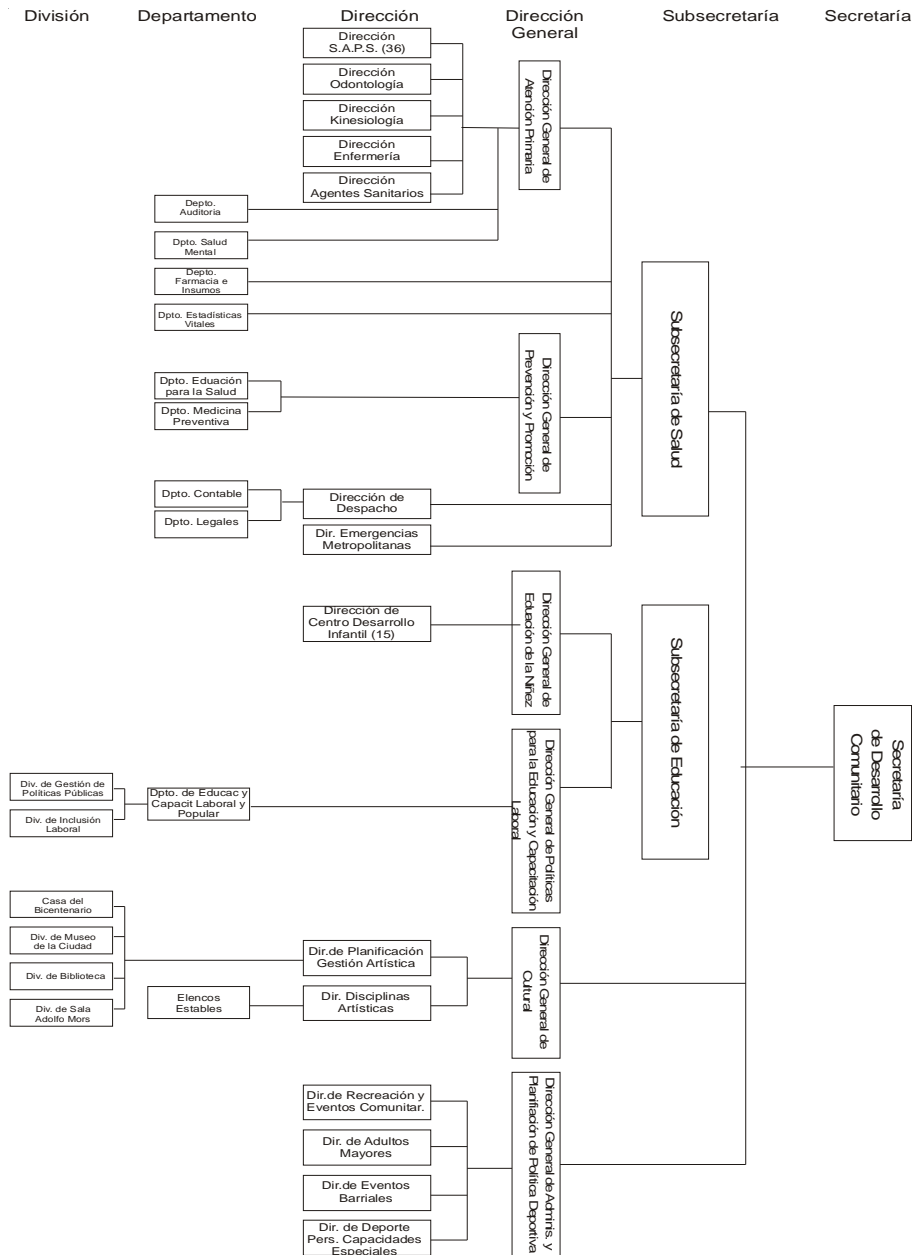 División
Departamento
Dirección
Dirección
General
Subsecretaría
Secretaría
Dirección
S.A.P.S. (36)
Dirección
Odontología
Dirección
Kinesiología
Dirección
Enfermería
Dirección
Agentes Sanitarios
Dirección General de
Atención Primaria
Depto.
Auditoria
Dpto. Salud
Mental
Depto.
Farmacia e
Insumos
Dpto. Estadísticas
Vitales
Subsecretaría de Salud
Dpto. Eduación
para la Salud
Dpto. Medicina
Preventiva
Dirección General de
Prevención y Promoción
Dpto. Contable
Dpto. Legales
Dirección de
Despacho
Dir. Emergencias
Metropolitanas
Dirección de
Centro Desarrollo
Infantil (15)
Dirección General de
Eduación de la Niñez
Subsecretaría de Educación
Secretaría
de Desarrollo
Comunitario
Div. de Gestión de
Políticas Públicas
Div. de Inclusión
Laboral
Dpto. de Educac y
Capacit Laboral y
Popular
Dirección General de Políticas
para la Educación y Capacitación
Laboral
Casa del
Bicentenario
Div. de Museo
de la Ciudad
Div. de Biblioteca
Div. de Sala
Adolfo Mors
Elencos
Estables
Dir.de Planificación
Gestión Artística
Dir. Disciplinas
Artísticas
Dirección General de
Cultural
Dir.de Recreación y
Eventos Comunitar.
Dir. de Adultos
Mayores
Dir.de Eventos
Barriales
Dir. de Deporte
Pers. Capacidades
Especiales
Dirección General de Adminis. y
Planifiación de Política Deportiva